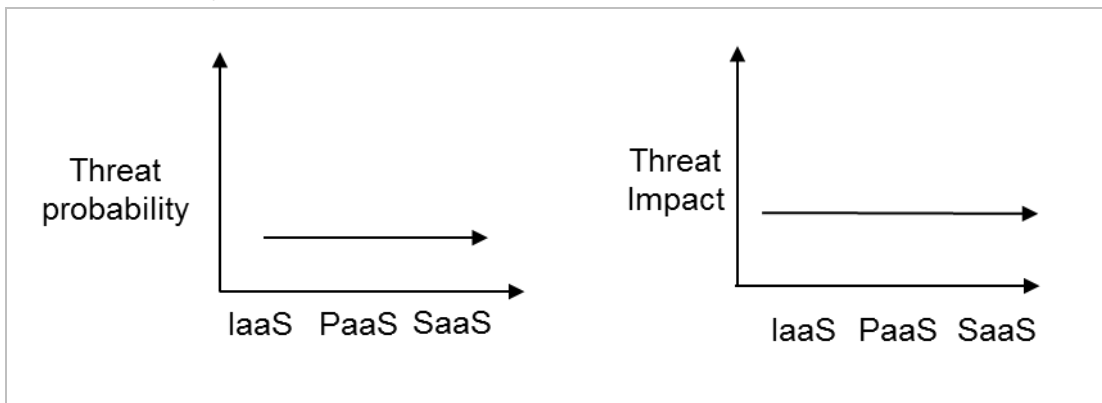 Threat
probability
IaaS PaaS SaaS
Threat
Impact
IaaS PaaS SaaS